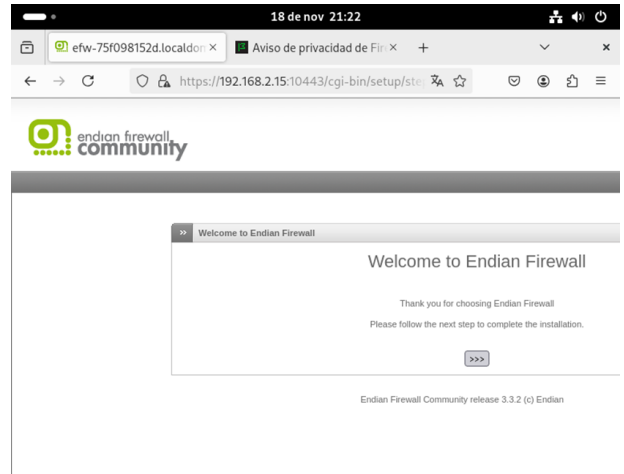 18 de nov 21:22
efw-75f098152d.localdon
Aviso de privacidad de Fir
https://192.168.2.15:10443/cgi-bin/setup/ste
endian firewall
community
Welcome to Endian Firewall
Welcome to Endian Firewall
Thank you for choosing Endian Firewall
Please follow the next step to complete the installation.
>>>
Endian Firewall Community release 3.3.2 (c) Endian